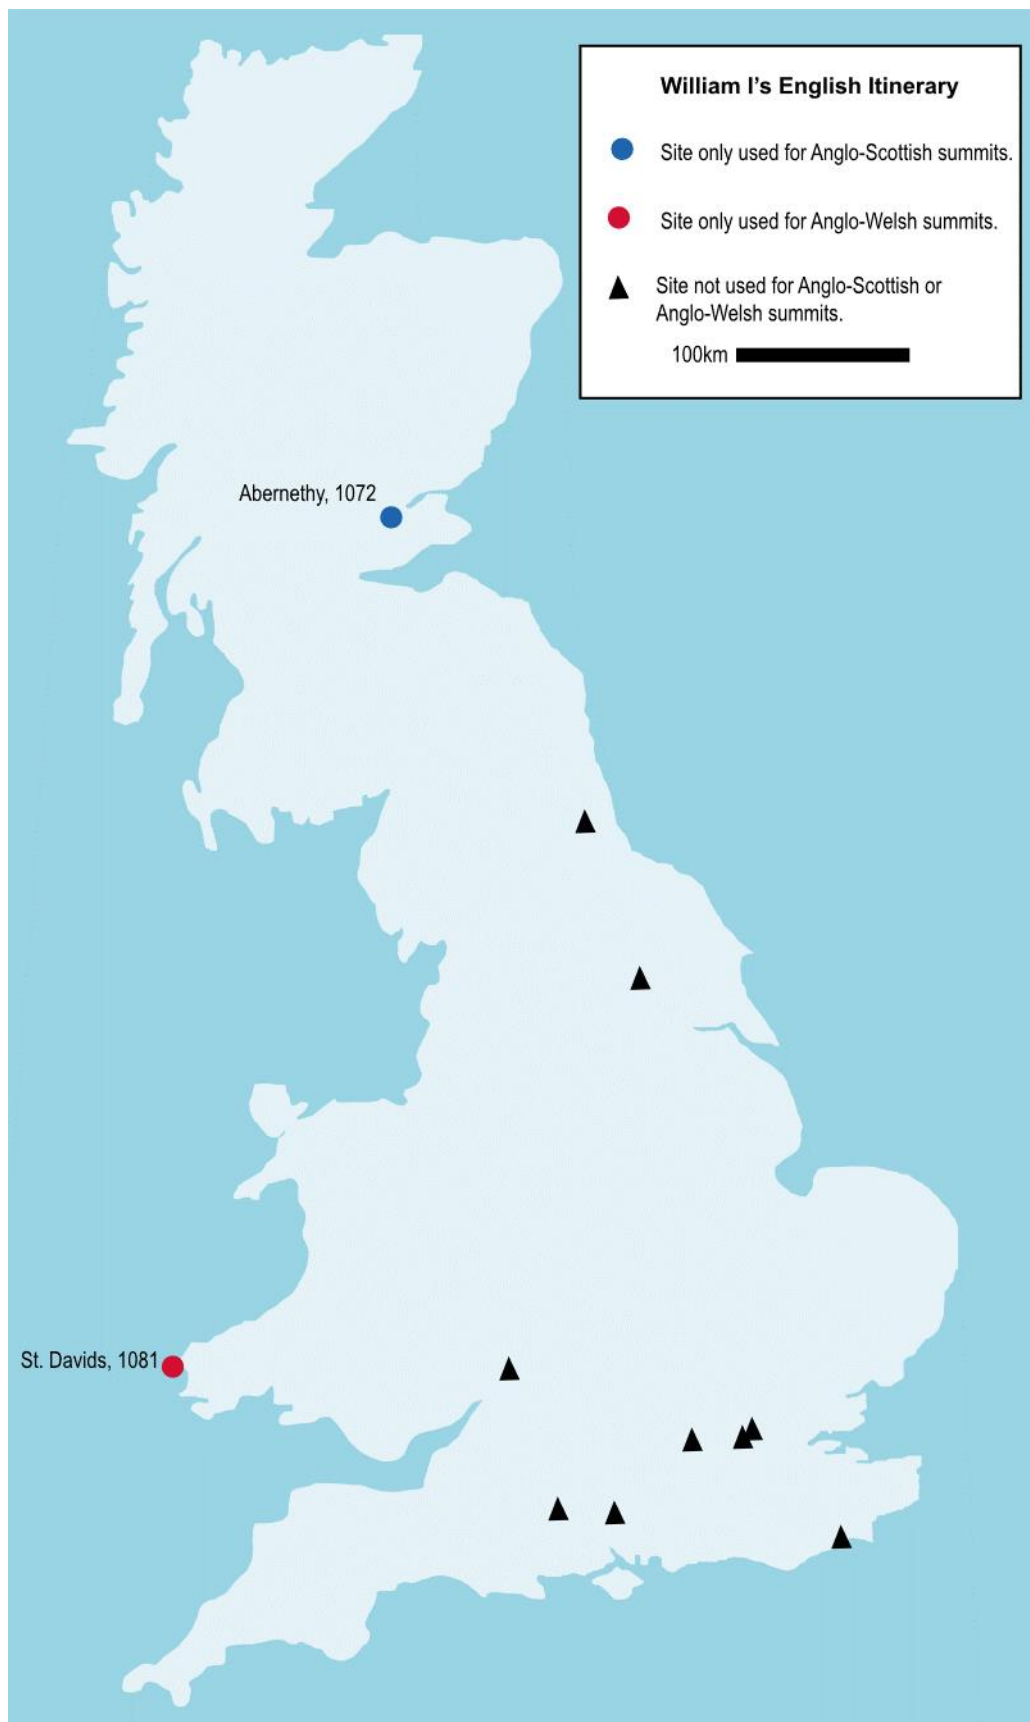 William I's English Itinerary
Site only used for Anglo-Scottish summits.
Site only used for Anglo-Welsh summits.
Site not used for Anglo-Scottish or
Anglo-Welsh summits.
100km
Abernethy, 1072
St. Davids, 1081